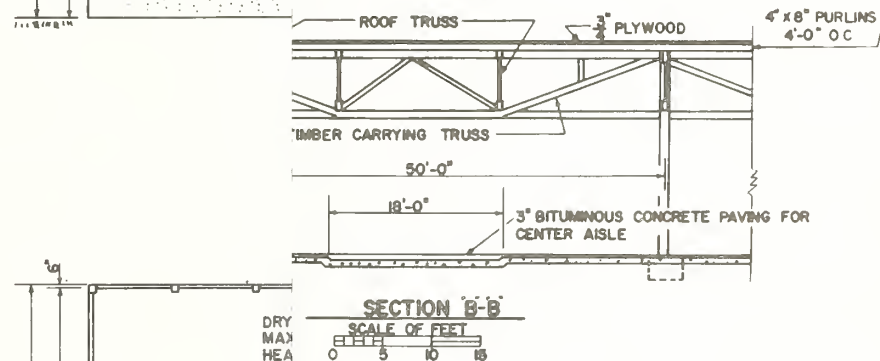 ROOF TRUSS
3/4" PLYWOOD
4" X 8" PURLINS
4'-0" O C
TIMBER CARRYING TRUSS
50'-0"
18'-0"
3" BITUMINOUS CONCRETE PAVING FOR
CENTER AISLE
6"
SECTION "B-B"
SCALE OF FEET
0 5 10 15
DRY
MAX
HEA